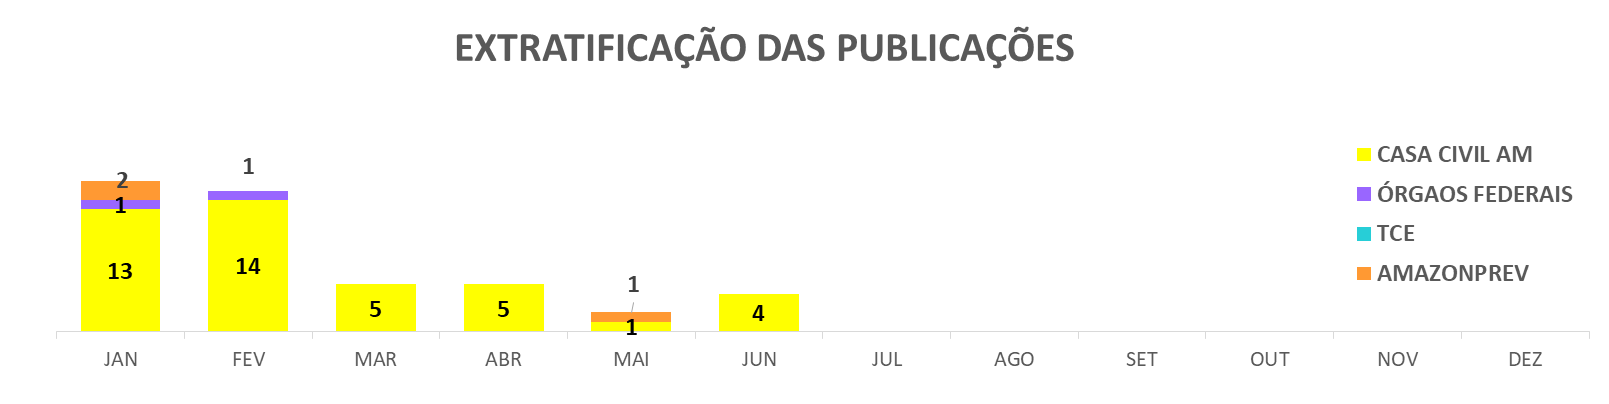 EXTRATIFICAÇÃO DAS PUBLICAÇÕES
2
1
13
1
14
5
5
1
1
4
CASA CIVIL AM
ÓRGAOS FEDERAIS
TCE
AMAZONPREV
JAN FEV MAR ABR MAI JUN JUL AGO SET OUT NOV DEZ